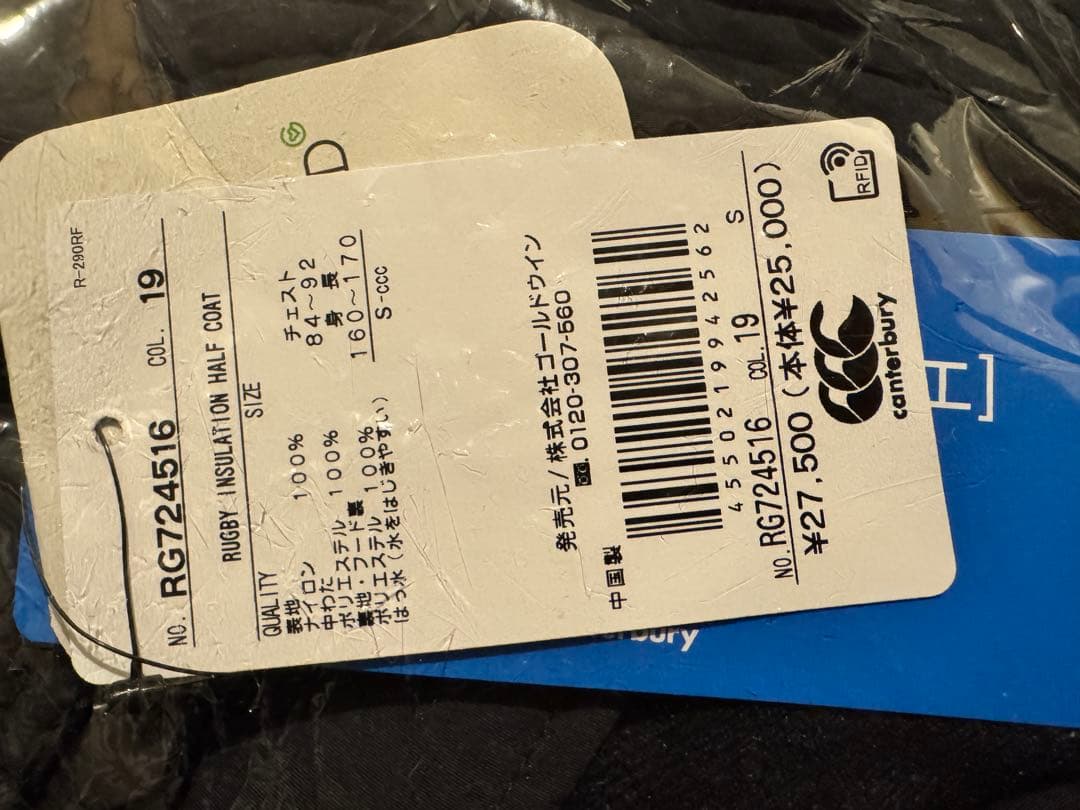 R-290RF
NO. RG724516 COL. 19
RUGBY INSULATION HALF COAT
QUALITY
表地
ナイロン 100%
中わた
ポリエステル 100%
裏地・フード裏
ポリエステル 100%
はっ水(水をはじきやすい)
SIZE
チェスト
84~92
身長
160~170
S-ccc
発売元/株式会社ゴールドウイン
0120-307-560
中国製
4550219942562
NO.RG724516 COL.19 S
¥27,500(本体¥25,000)
RFID
canterbury
D
H]
terbury